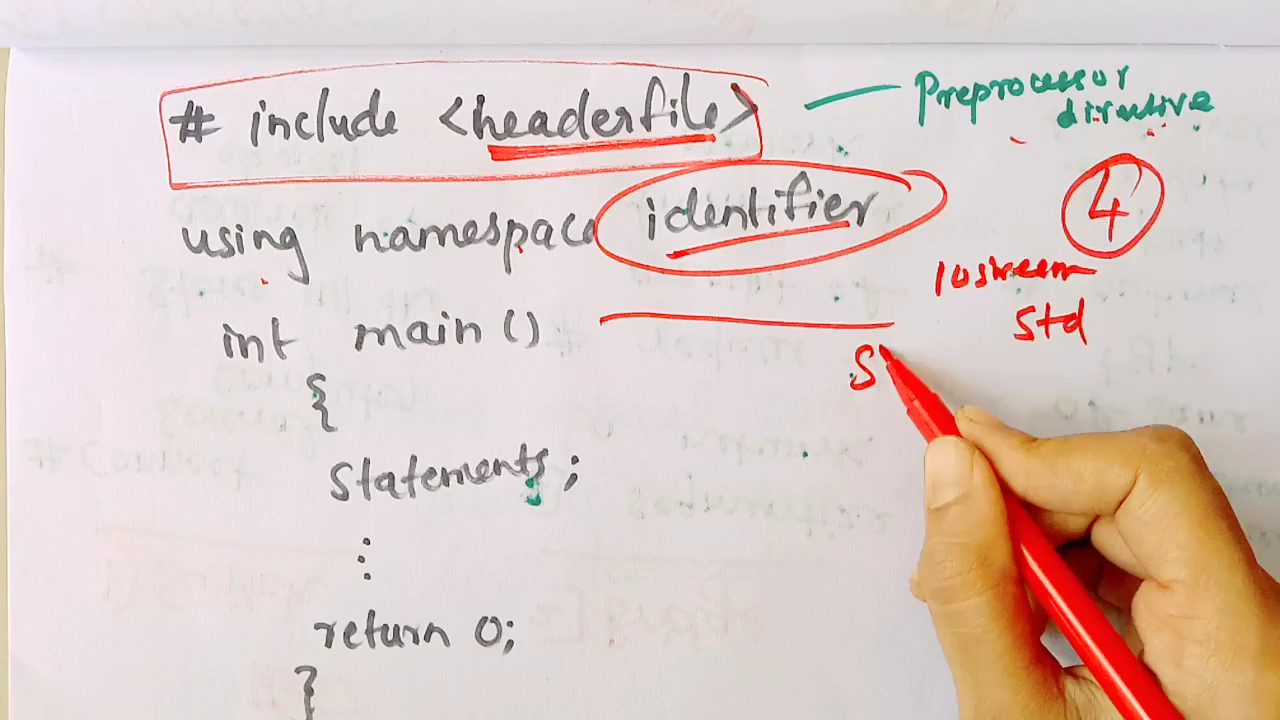 # include <headerfile>
Preprocessor
directive
using namespace identifier
4
iostream
std
int main ()
S
{
Statements ;
:
return 0;
}